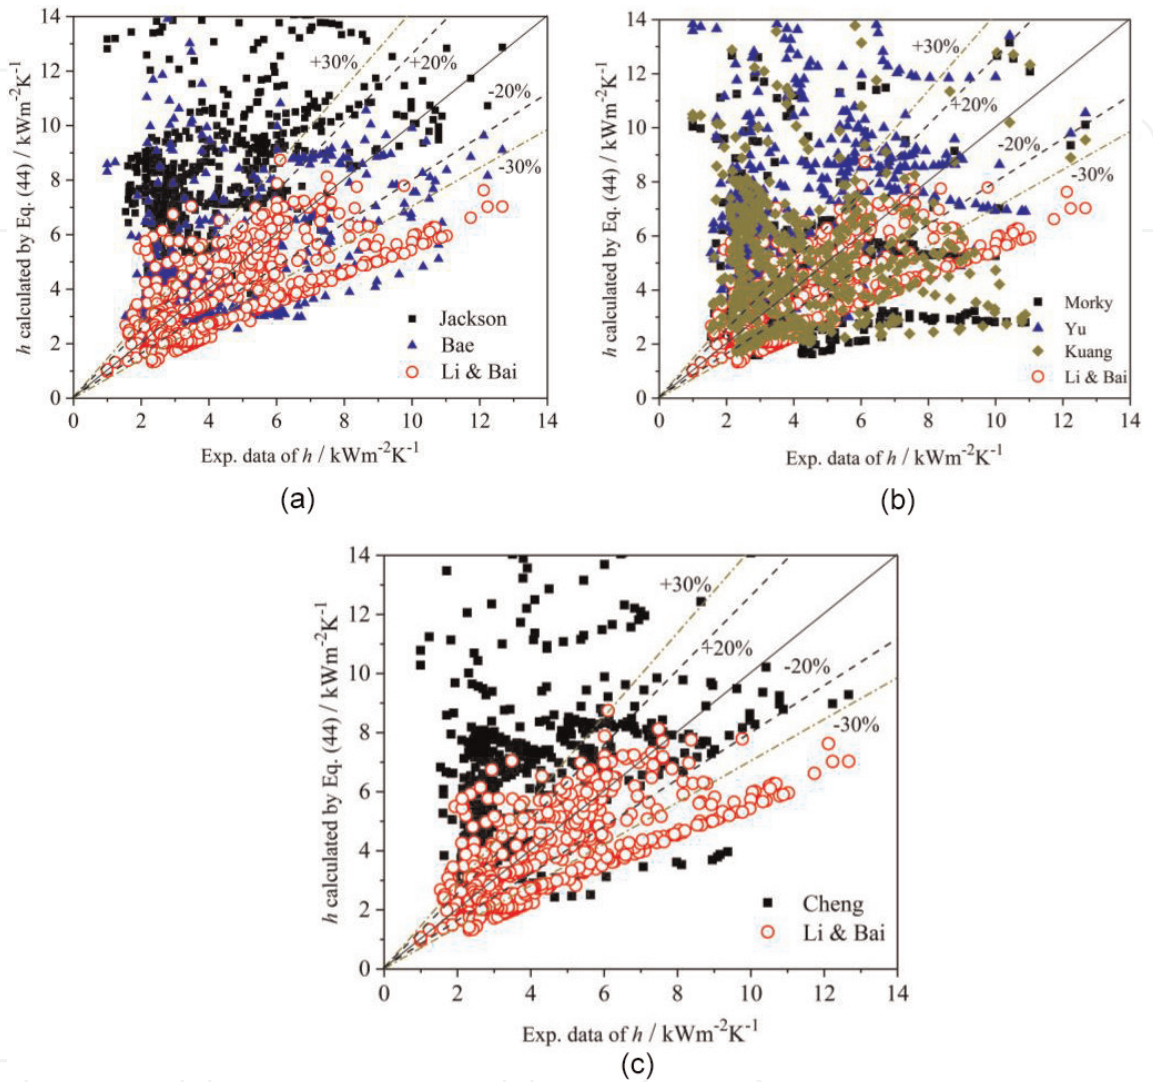 14
12
10
8
6
4
2
0
h calculated by Eq. (44) / kWm-2K-1
+30%
+20%
-20%
-30%
Jackson
Bae
Li & Bai
0 2 4 6 8 10 12 14
Exp. data of h / kWm-2K-1
(a)
14
12
10
8
6
4
2
0
h calculated by Eq. (44) / kWm-2K-1
+30%
+20%
-20%
-30%
Morky
Yu
Kuang
Li & Bai
0 2 4 6 8 10 12 14
Exp. data of h / kWm-2K-1
(b)
14
12
10
8
6
4
2
0
h calculated by Eq. (44) / kWm-2K-1
+30%
+20%
-20%
-30%
Cheng
Li & Bai
0 2 4 6 8 10 12 14
Exp. data of h / kWm-2K-1
(c)